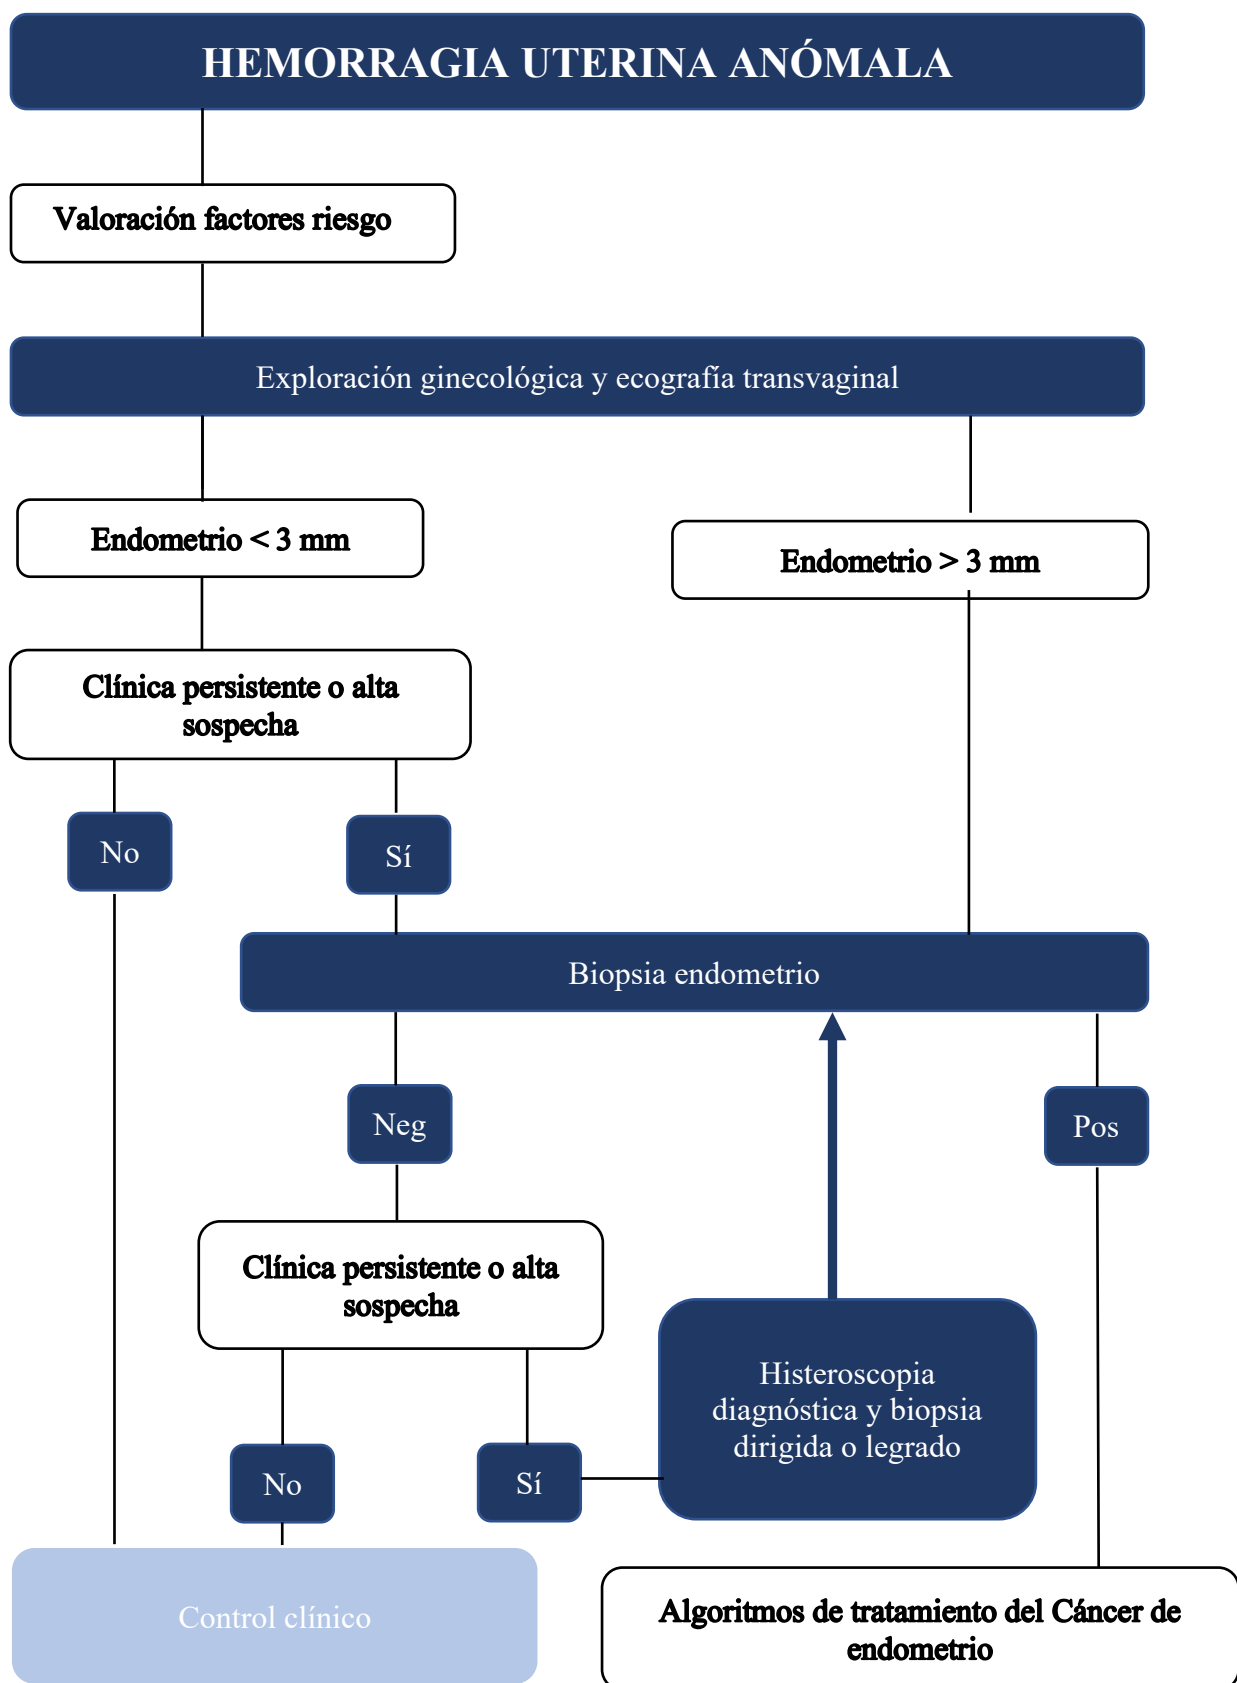 HEMORRAGIA UTERINA ANÓMALA
Valoración factores riesgo
Exploración ginecológica y ecografía transvaginal
Endometrio < 3 mm
Endometrio > 3 mm
Clínica persistente o alta
sospecha
No
Sí
Biopsia endometrio
Neg
Pos
Clínica persistente o alta
sospecha
Histeroscopia
diagnóstica y biopsia
dirigida o legrado
No
Sí
Control clínico
Algoritmos de tratamiento del Cáncer de
endometrio